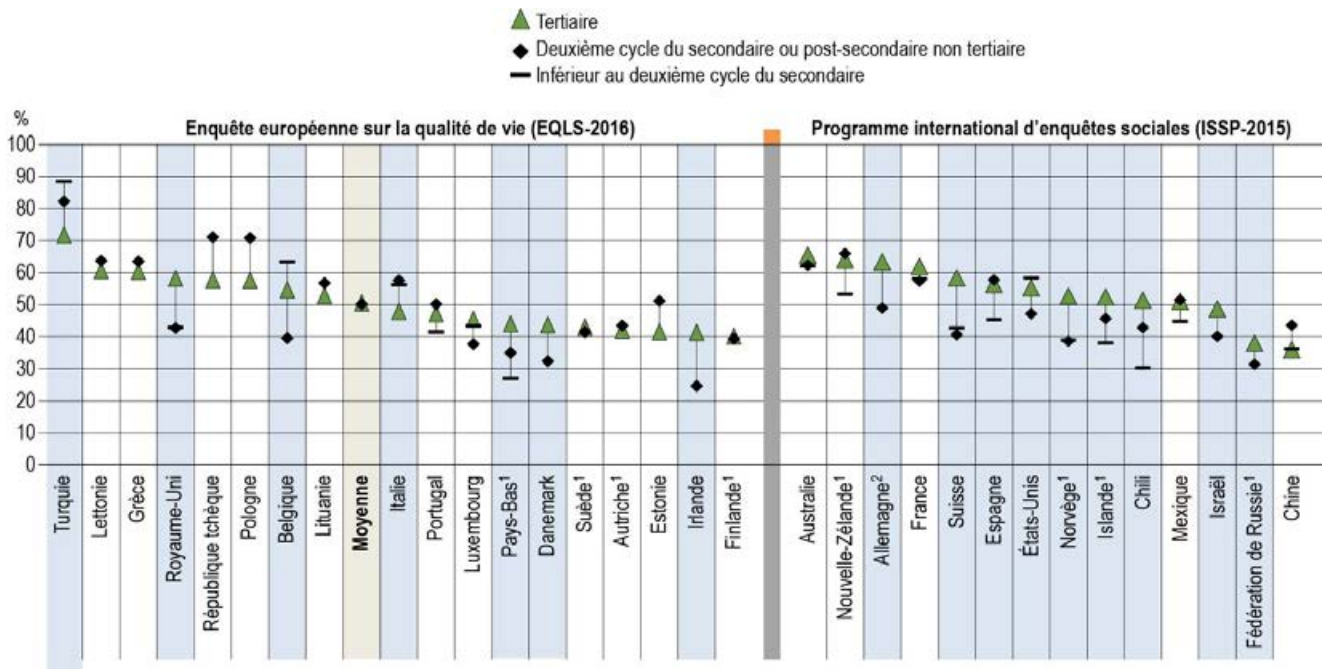 Tertiaire
Deuxième cycle du secondaire ou post-secondaire non tertiaire
Inférieur au deuxième cycle du secondaire
%
Enquête européenne sur la qualité de vie (EQLS-2016)
Programme international d'enquêtes sociales (ISSP-2015)
100
90
80
70
60
50
40
30
20
10
0
Turquie
Lettonie
Grèce
Royaume-Uni
République tchèque
Pologne
Belgique
Lituanie
Moyenne
Italie
Portugal
Luxembourg
Pays-Bas¹
Danemark
Suède¹
Autriche¹
Estonie
Irlande
Finlande¹
Australie
Nouvelle-Zélande¹
Allemagne²
France
Suisse
Espagne
États-Unis
Norvège¹
Islande¹
Chili
Mexique
Israël
Fédération de Russie¹
Chine